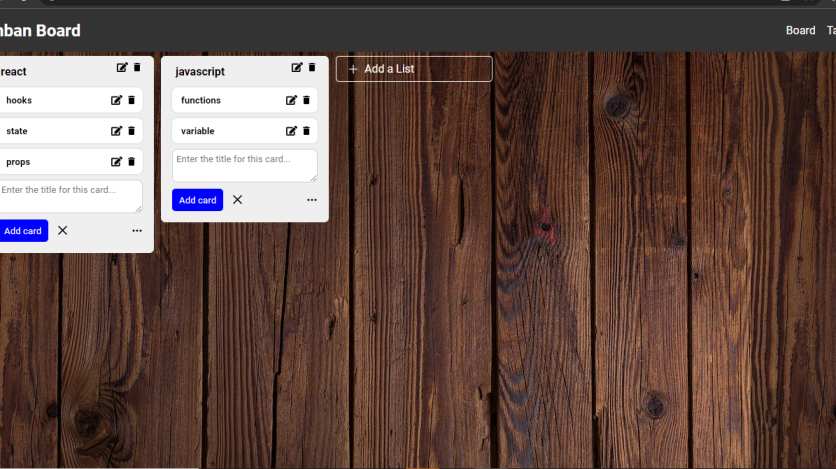 nban Board
Board Ta
react
hooks
state
props
Enter the title for this card...
Add card
javascript
functions
variable
Enter the title for this card...
Add card
+ Add a List